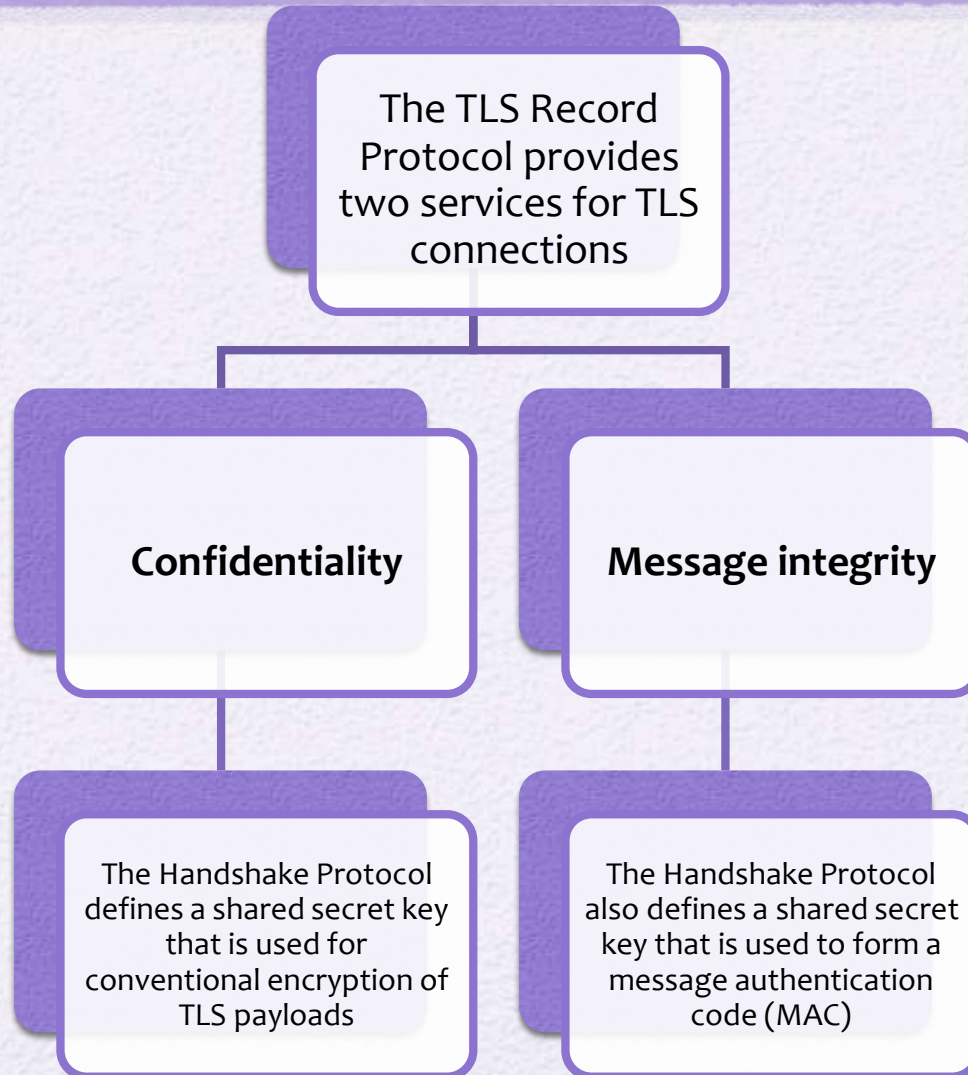 The TLS Record
Protocol provides
two services for TLS
connections
Confidentiality
Message integrity
The Handshake Protocol
defines a shared secret key
that is used for
conventional encryption of
TLS payloads
The Handshake Protocol
also defines a shared secret
key that is used to form a
message authentication
code (MAC)